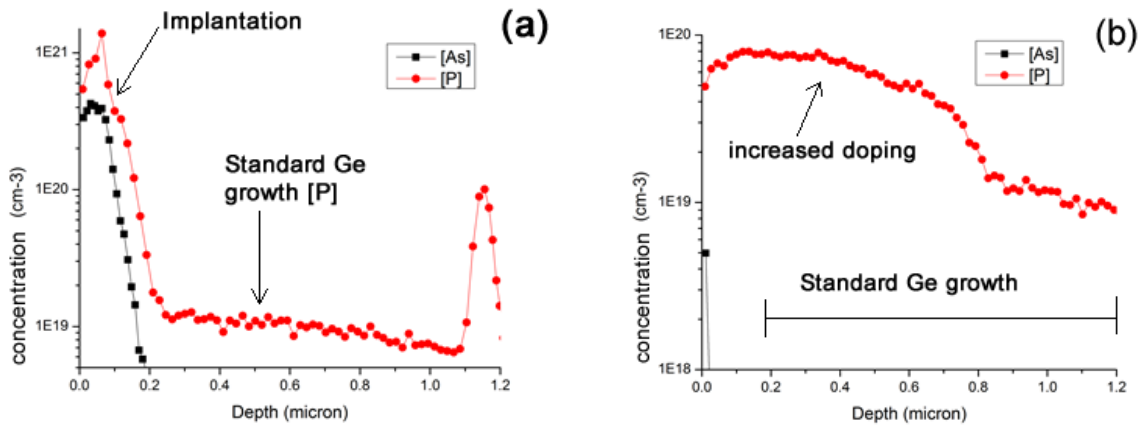 Implantation
(a)
[As]
[P]
1E21
1E20
1E19
Standard Ge
growth [P]
concentration (cm-3)
0.0 0.2 0.4 0.6 0.8 1.0 1.2
Depth (micron)
(b)
[As]
[P]
1E20
1E19
1E18
increased doping
Standard Ge growth
concentration (cm-3)
0.0 0.2 0.4 0.6 0.8 1.0 1.2
Depth (micron)